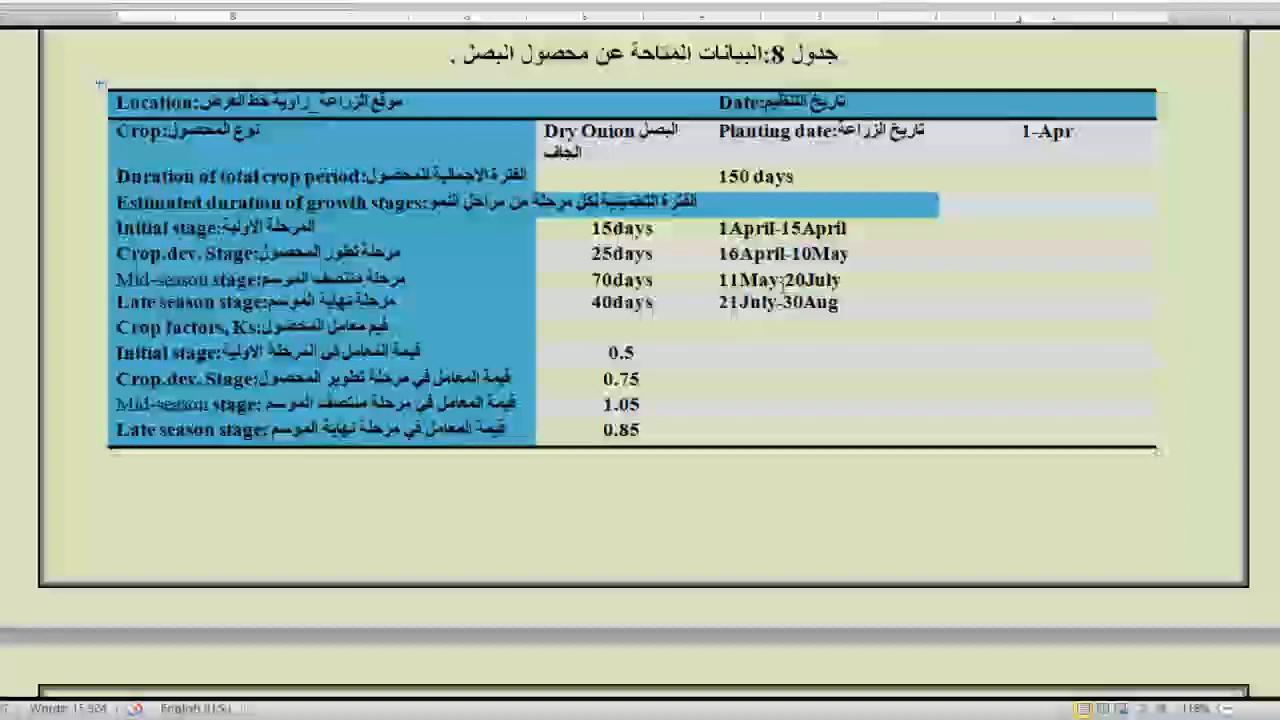 جدول 8:البيانات المتاحة عن محصول البصل .
Location:موقع الزراعة_زاوية خط العرض Date:تاريخ التنظيم
Crop:نوع المحصول Dry Onion البصل الجاف Planting date:تاريخ الزراعة 1-Apr
Duration of total crop period:الفترة الاجمالية للمحصول 150 days
Estimated duration of growth stages:الفترة التخمينية لكل مرحلة من مراحل النمو
Initial stage:المرحلة الاولية 15days 1April-15April
Crop.dev. Stage:مرحلة تطور المحصول 25days 16April-10May
Mid-season stage:مرحلة منتصف الموسم 70days 11May:20July
Late season stage:مرحلة نهاية الموسم 40days 21July-30Aug
Crop factors, Ks:قيم معامل المحصول
Initial stage:قيمة المعامل في المرحلة الاولية 0.5
Crop.dev. Stage:قيمة المعامل في مرحلة تطوير المحصول 0.75
Mid-season stage:قيمة المعامل في مرحلة منتصف الموسم 1.05
Late season stage:قيمة المعامل في مرحلة نهاية الموسم 0.85
Words: 15,924 English (U.S.) 118%